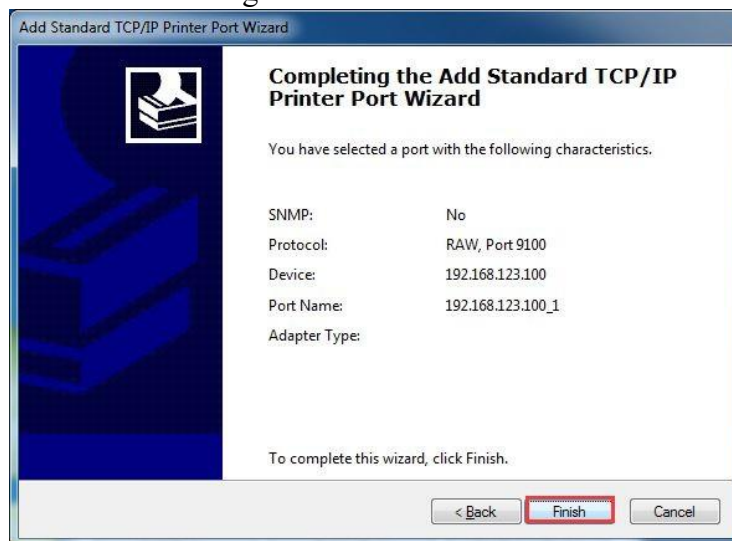 Add Standard TCP/IP Printer Port Wizard
Completing the Add Standard TCP/IP
Printer Port Wizard
You have selected a port with the following characteristics.
SNMP: No
Protocol: RAW, Port 9100
Device: 192.168.123.100
Port Name: 192.168.123.100_1
Adapter Type:
To complete this wizard, click Finish.
< Back Finish Cancel